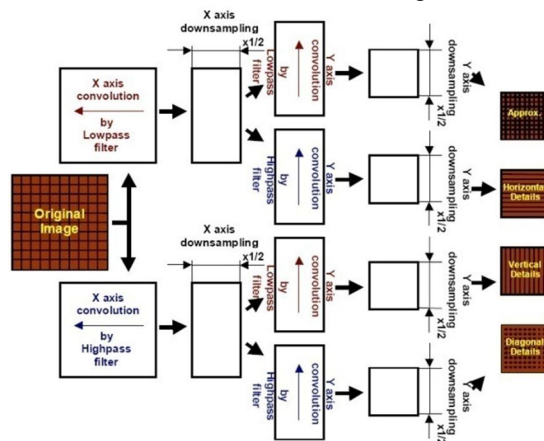 X axis
downsampling
x1/2
X axis
convolution
by
Lowpass
filter
Y axis
convolution
by
Lowpass
filter
Y axis
downsampling
x1/2
Approx.
Y axis
convolution
by
Highpass
filter
Y axis
downsampling
x1/2
Horizontal
Details
Original
Image
X axis
downsampling
x1/2
X axis
convolution
by
Highpass
filter
Y axis
convolution
by
Lowpass
filter
Y axis
downsampling
x1/2
Vertical
Details
Y axis
convolution
by
Highpass
filter
Y axis
downsampling
x1/2
Diagonal
Details